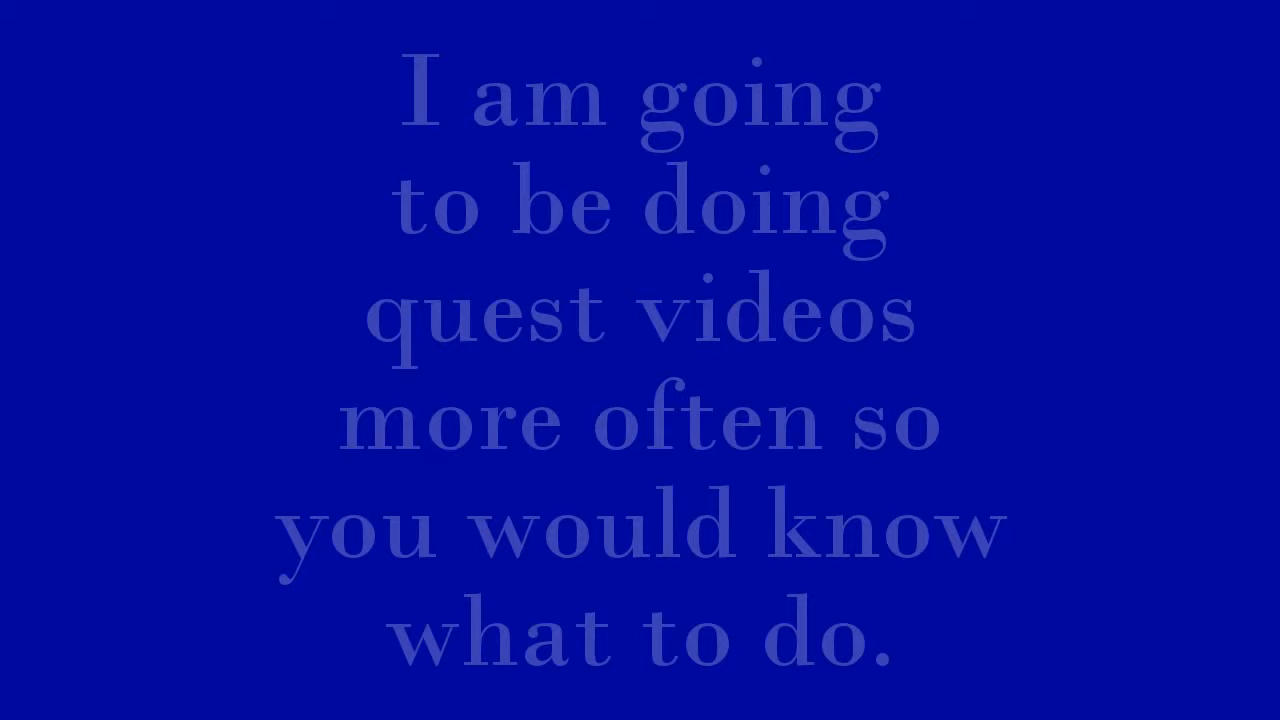 I am going
to be doing
quest videos
more often so
you would know
what to do.